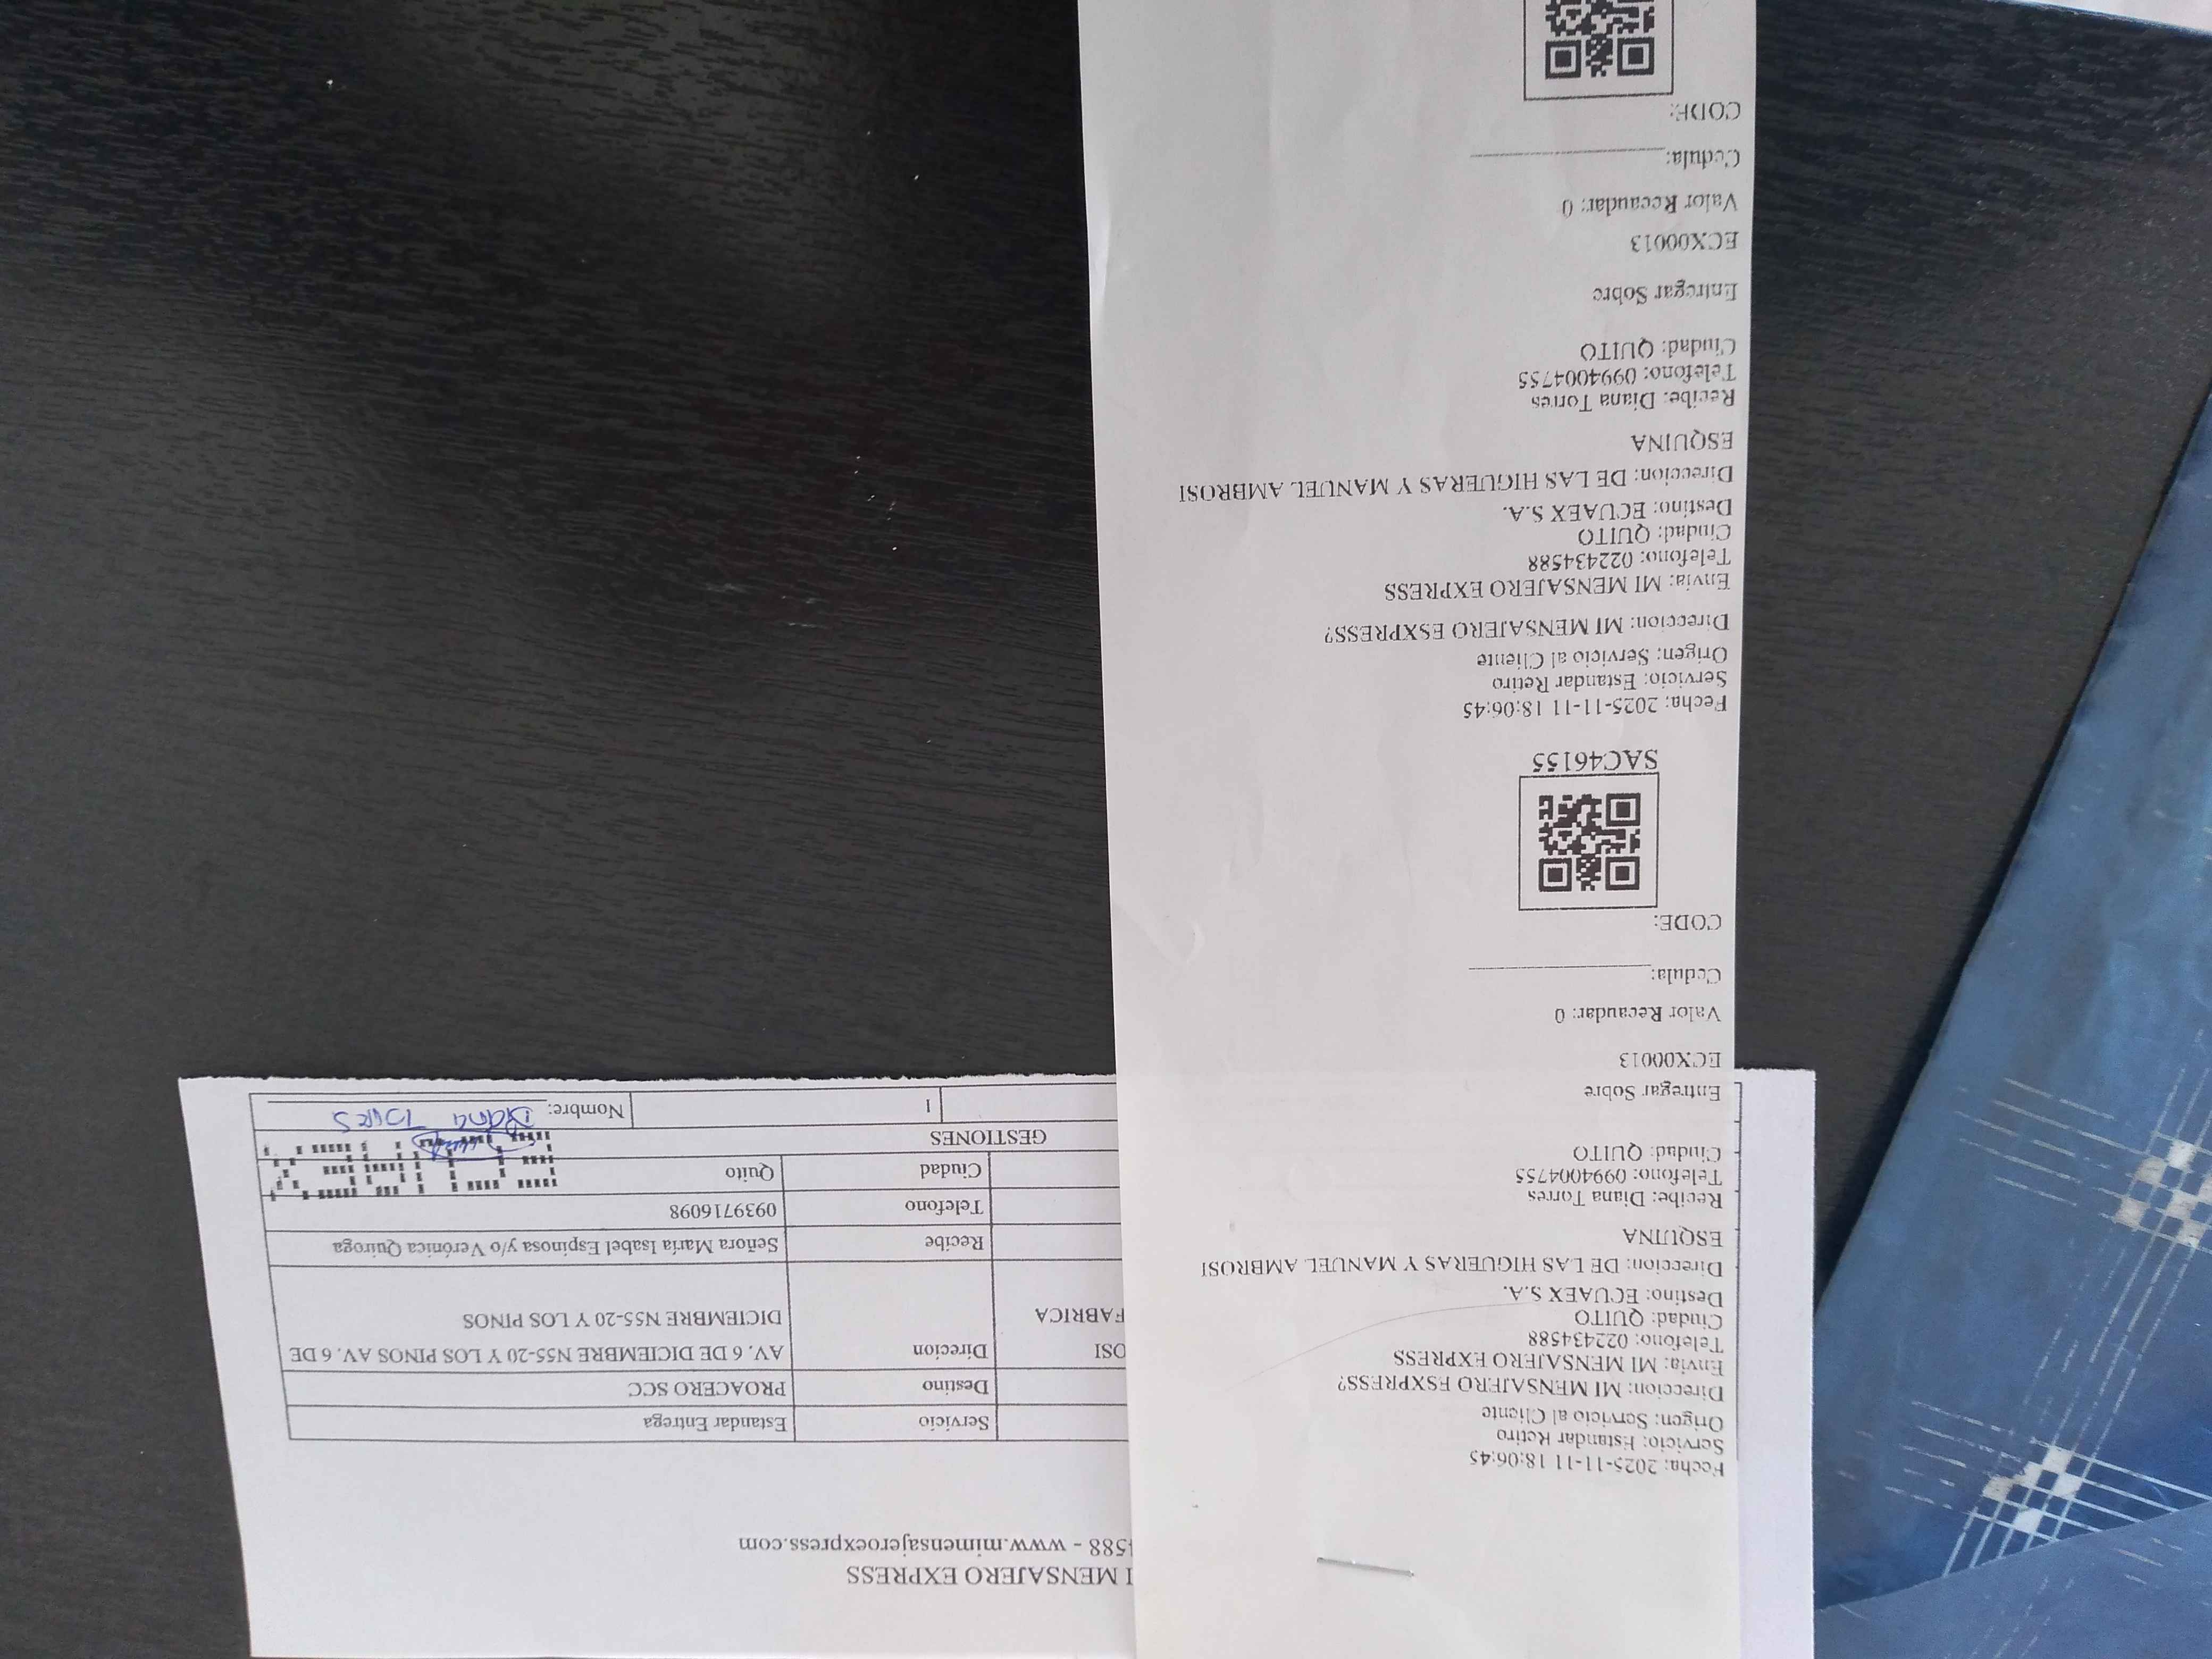 Fecha: 2025-11-11 18:06:45
Servicio: Estandar Retiro
Origen: Servicio al Cliente
Direccion: MI MENSAJERO ESXPRESS?
Envia: MI MENSAJERO EXPRESS
Telefono: 022434588
Ciudad: QUITO
Destino: ECUAEX S.A.
Direccion: DE LAS HIGUERAS Y MANUEL AMBROSI
ESQUINA
Recibe: Diana Torres
Telefono: 0994004755
Ciudad: QUITO
Entregar Sobre
ECX00013
Valor Recaudar: 0
Cedula:
CODE:
SAC46155
Fecha: 2025-11-11 18:06:45
Servicio: Estandar Retiro
Origen: Servicio al Cliente
Direccion: MI MENSAJERO ESXPRESS?
Envia: MI MENSAJERO EXPRESS
Telefono: 022434588
Ciudad: QUITO
Destino: ECUAEX S.A.
Direccion: DE LAS HIGUERAS Y MANUEL AMBROSI
ESQUINA
Recibe: Diana Torres
Telefono: 0994004755
Ciudad: QUITO
Entregar Sobre
ECX00013
Valor Recaudar: 0
Cedula:
CODE:
I MENSAJERO EXPRESS
4588 - www.mimensajeroexpress.com
Servicio Estandar Entrega
Destino PROACERO SCC
OSI Direccion AV. 6 DE DICIEMBRE N55-20 Y LOS PINOS AV. 6 DE
FABRICA DICIEMBRE N55-20 Y LOS PINOS
Recibe Señora María Isabel Espinosa y/o Verónica Quiroga
Telefono 0939716098
Ciudad Quito
GESTIONES
1 Nombre: Diana Torres